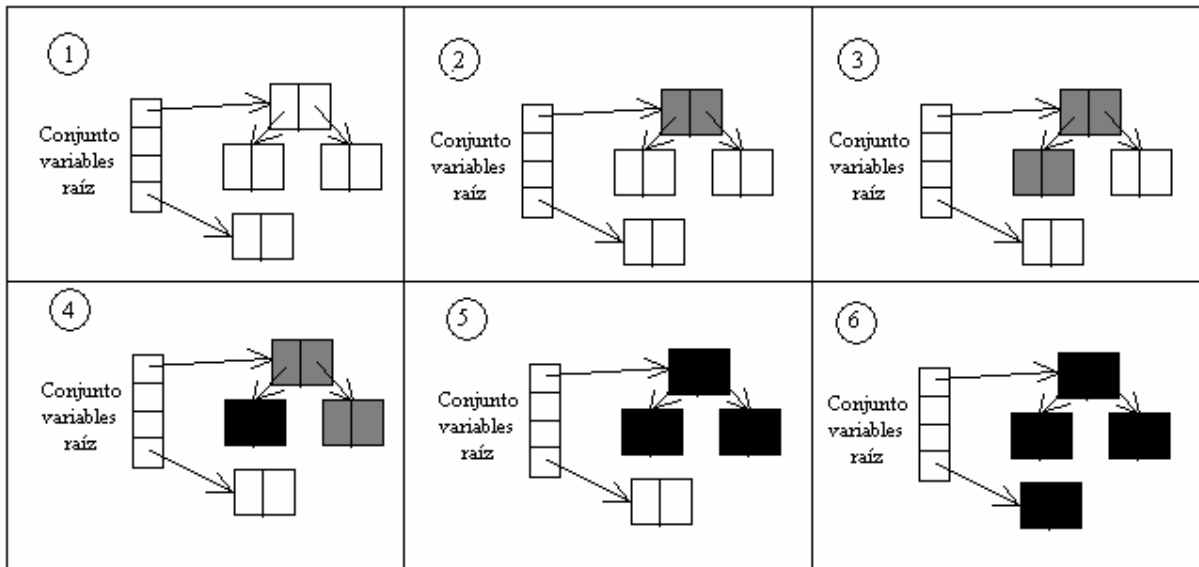 1
Conjunto
variables
raíz
2
Conjunto
variables
raíz
3
Conjunto
variables
raíz
4
Conjunto
variables
raíz
5
Conjunto
variables
raíz
6
Conjunto
variables
raíz